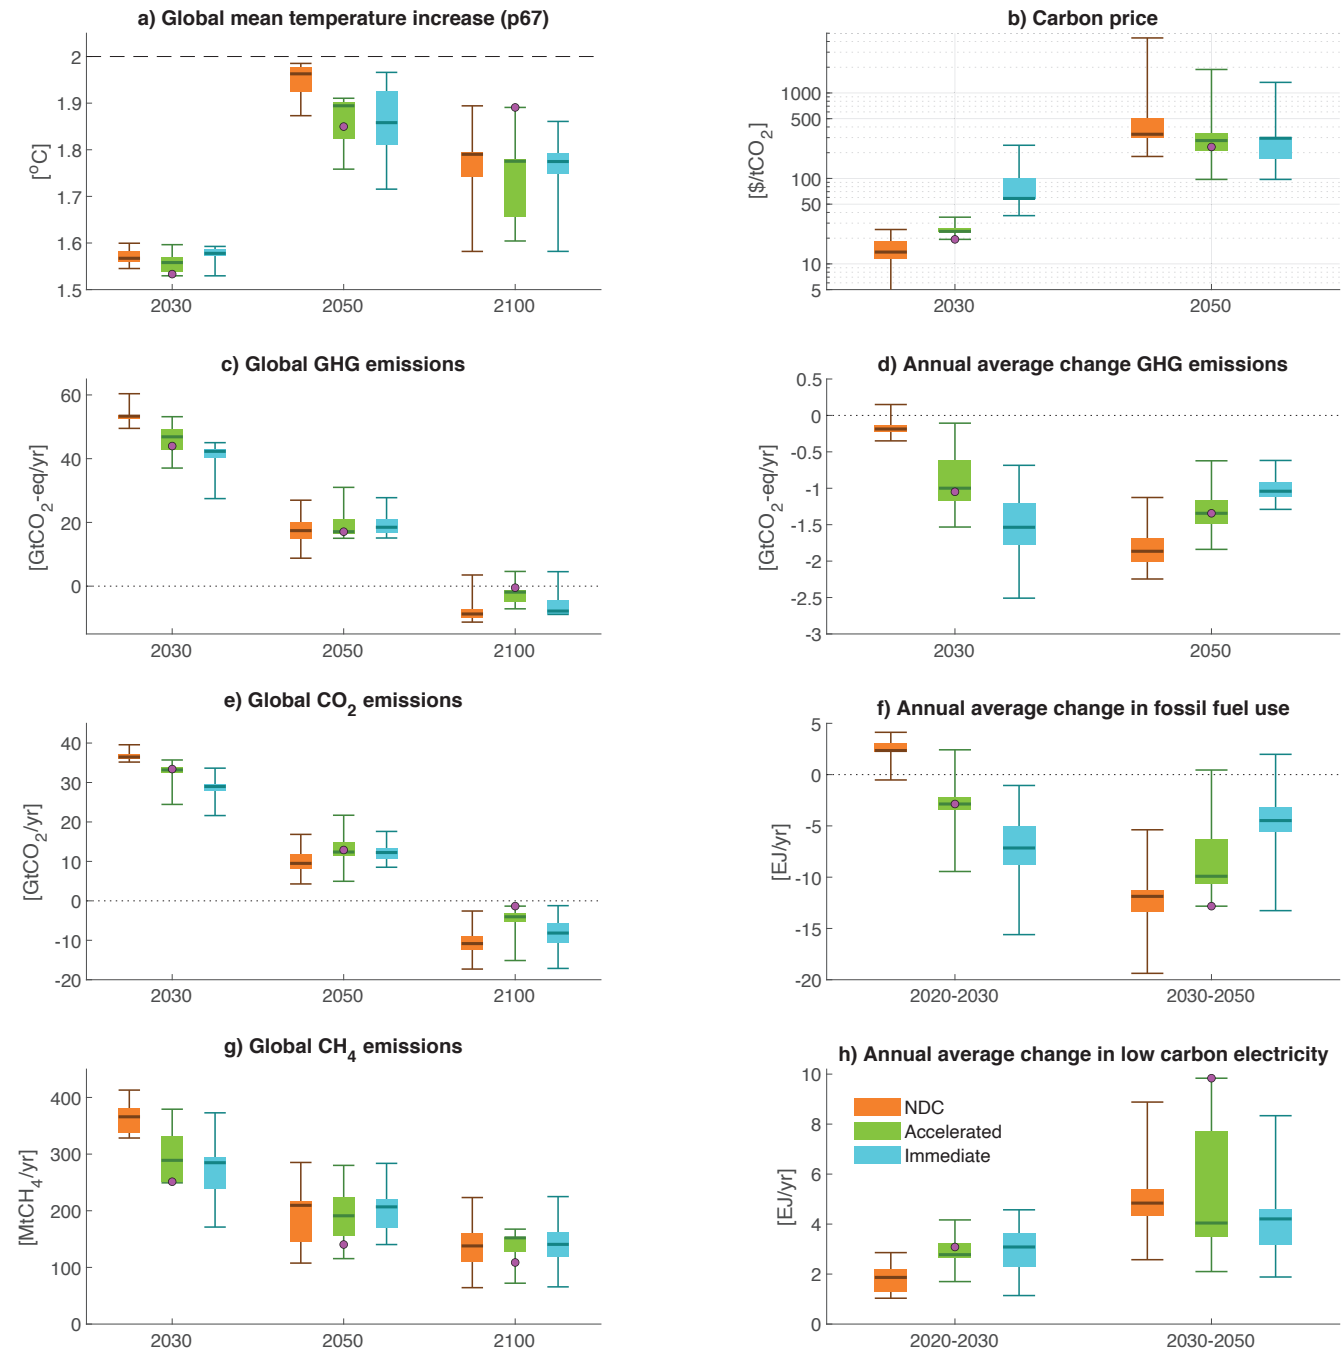 a) Global mean temperature increase (p67)
[°C]
2
1.9
1.8
1.7
1.6
1.5
2030 2050 2100
b) Carbon price
[$/tCO₂]
1000
500
100
50
10
5
2030 2050
c) Global GHG emissions
[GtCO₂-eq/yr]
60
40
20
0
2030 2050 2100
d) Annual average change GHG emissions
[GtCO₂-eq/yr]
0.5
0
-0.5
-1
-1.5
-2
-2.5
-3
2030 2050
e) Global CO₂ emissions
[GtCO₂/yr]
40
30
20
10
0
-10
-20
2030 2050 2100
f) Annual average change in fossil fuel use
[EJ/yr]
5
0
-5
-10
-15
-20
2020-2030 2030-2050
g) Global CH₄ emissions
[MtCH₄/yr]
400
300
200
100
0
2030 2050 2100
h) Annual average change in low carbon electricity
[EJ/yr]
10
8
6
4
2
0
NDC
Accelerated
Immediate
2020-2030 2030-2050